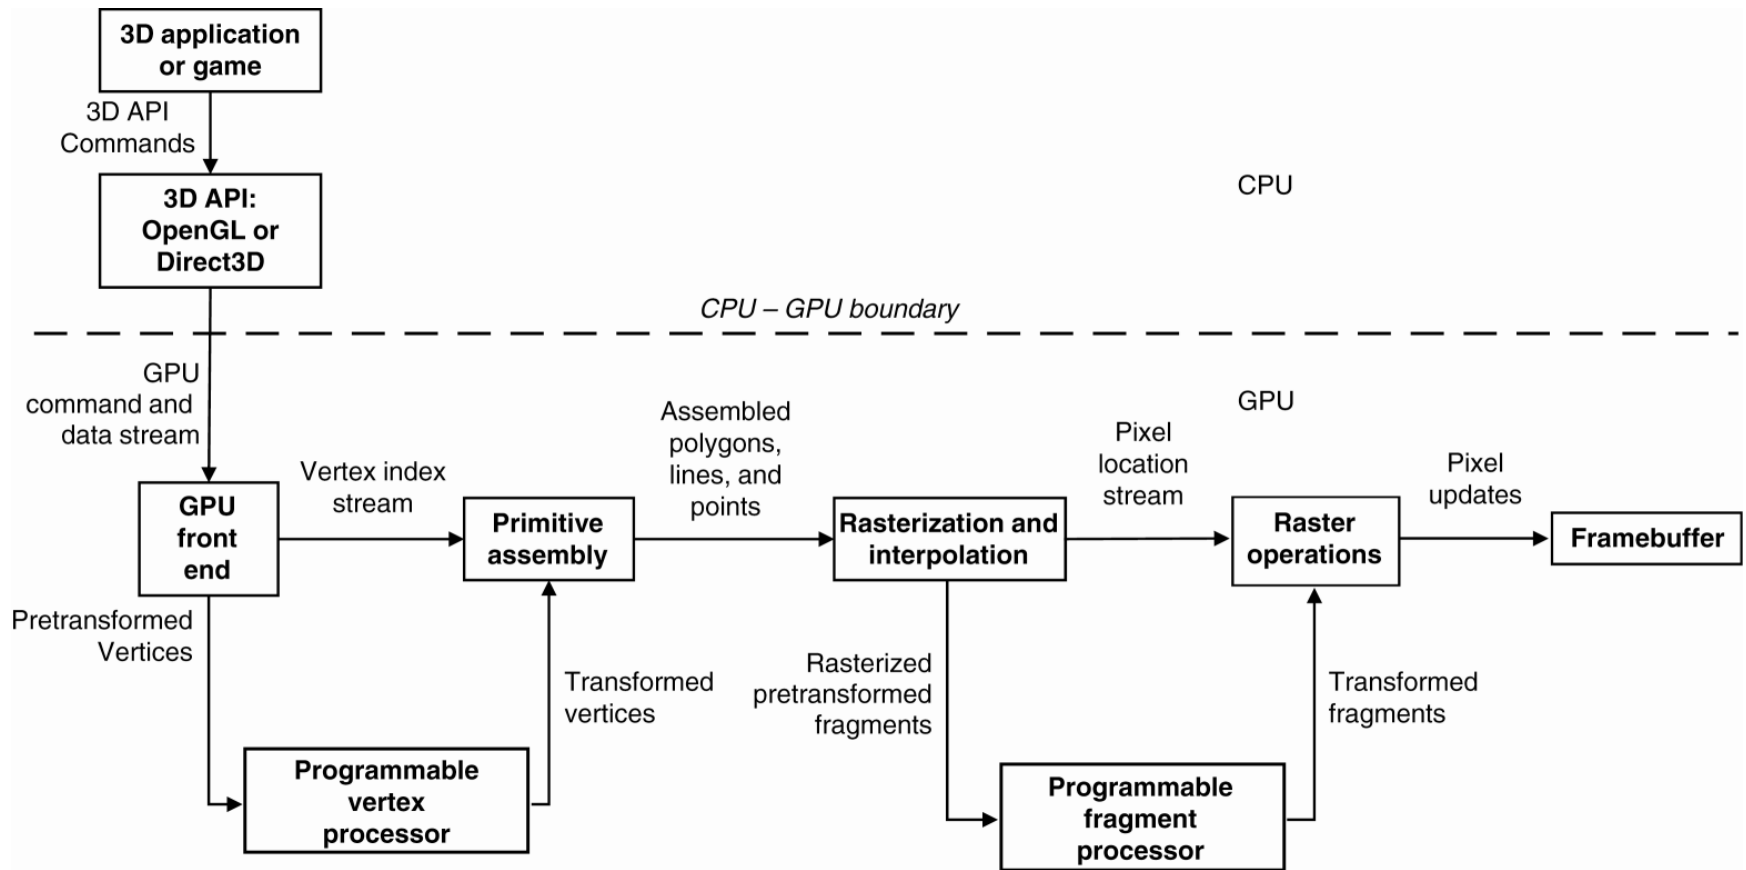 3D application
or game
3D API
Commands
3D API:
OpenGL or
Direct3D
CPU
CPU – GPU boundary
GPU
command and
data stream
GPU
Vertex index
stream
Assembled
polygons,
lines, and
points
Pixel
location
stream
Pixel
updates
GPU
front
end
Primitive
assembly
Rasterization and
interpolation
Raster
operations
Framebuffer
Pretransformed
Vertices
Transformed
vertices
Rasterized
pretransformed
fragments
Transformed
fragments
Programmable
vertex
processor
Programmable
fragment
processor